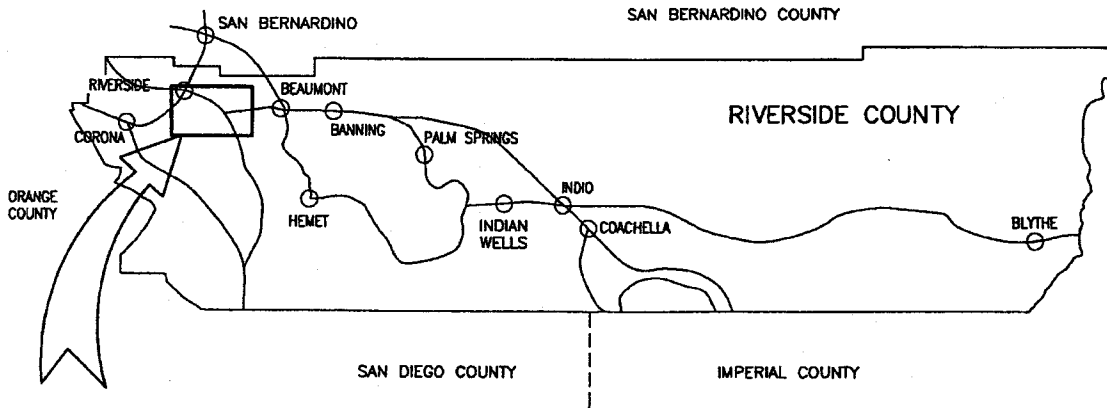 SAN BERNARDINO COUNTY
SAN BERNARDINO
RIVERSIDE
BEAUMONT
RIVERSIDE COUNTY
CORONA
BANNING
PALM SPRINGS
ORANGE
COUNTY
HEMET
INDIAN
WELLS
INDIO
COACHELLA
BLYTHE
SAN DIEGO COUNTY
IMPERIAL COUNTY